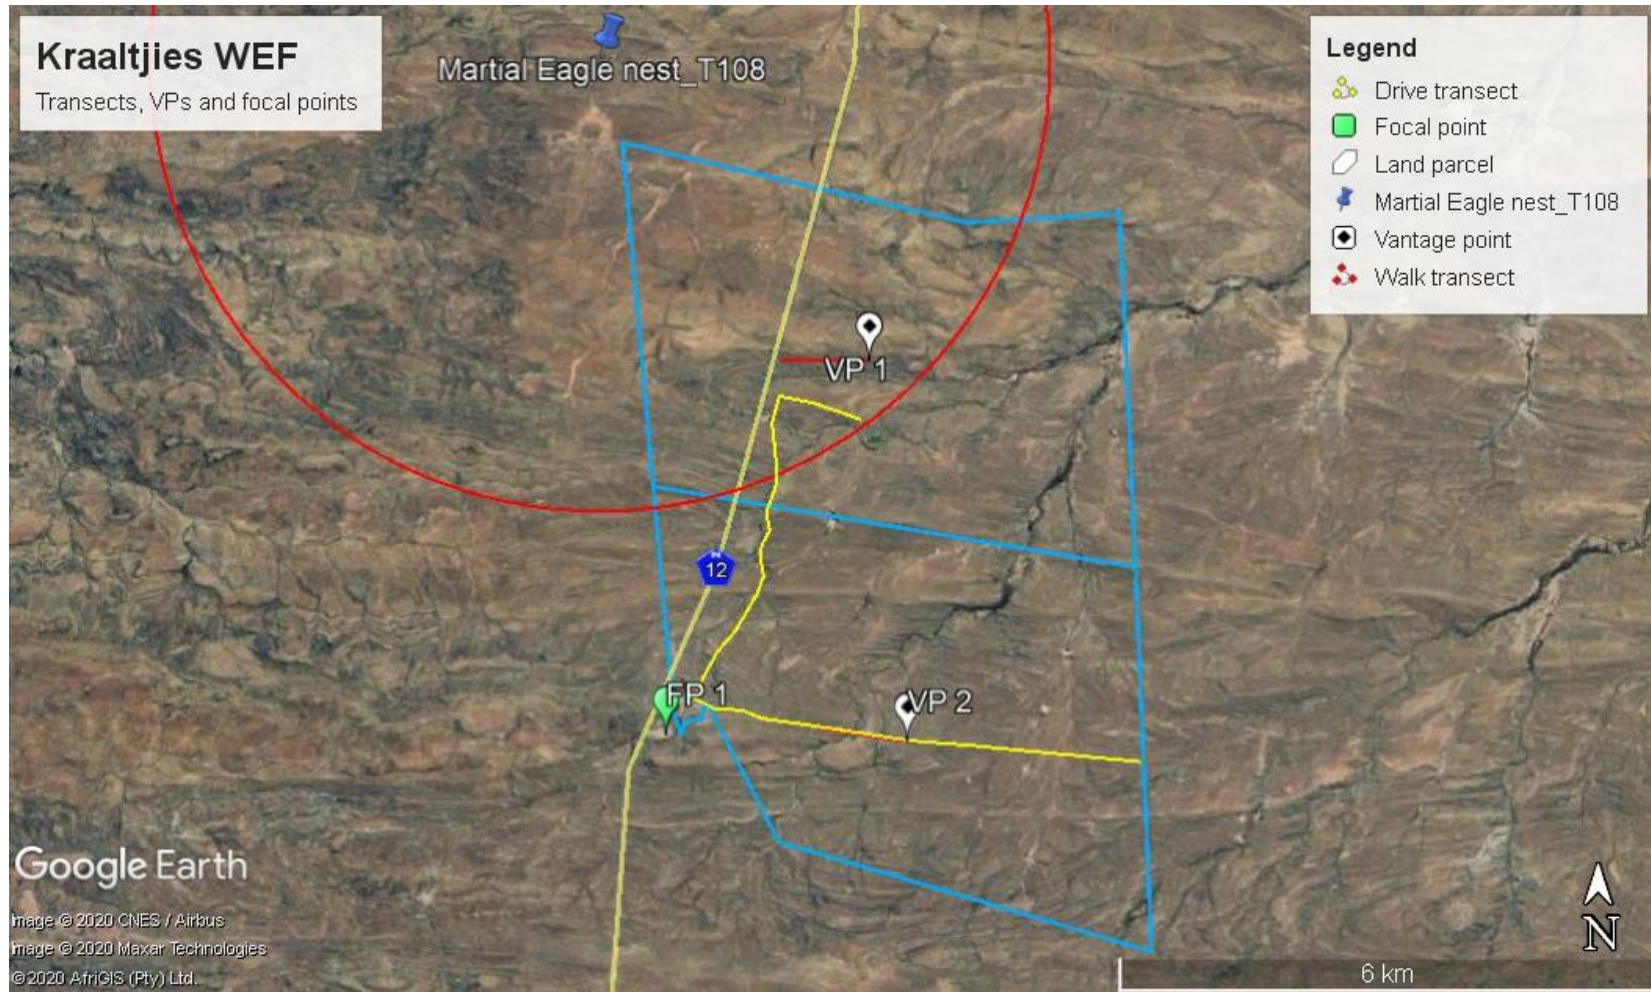 Kraaltjies WEF
Transects, VPs and focal points
Martial Eagle nest_T108
Legend
Drive transect
Focal point
Land parcel
Martial Eagle nest_T108
Vantage point
Walk transect
VP 1
N
12
FP 1
VP 2
Google Earth
Image © 2020 CNES / Airbus
Image © 2020 Maxar Technologies
© 2020 AfriGIS (Pty) Ltd.
N
6 km